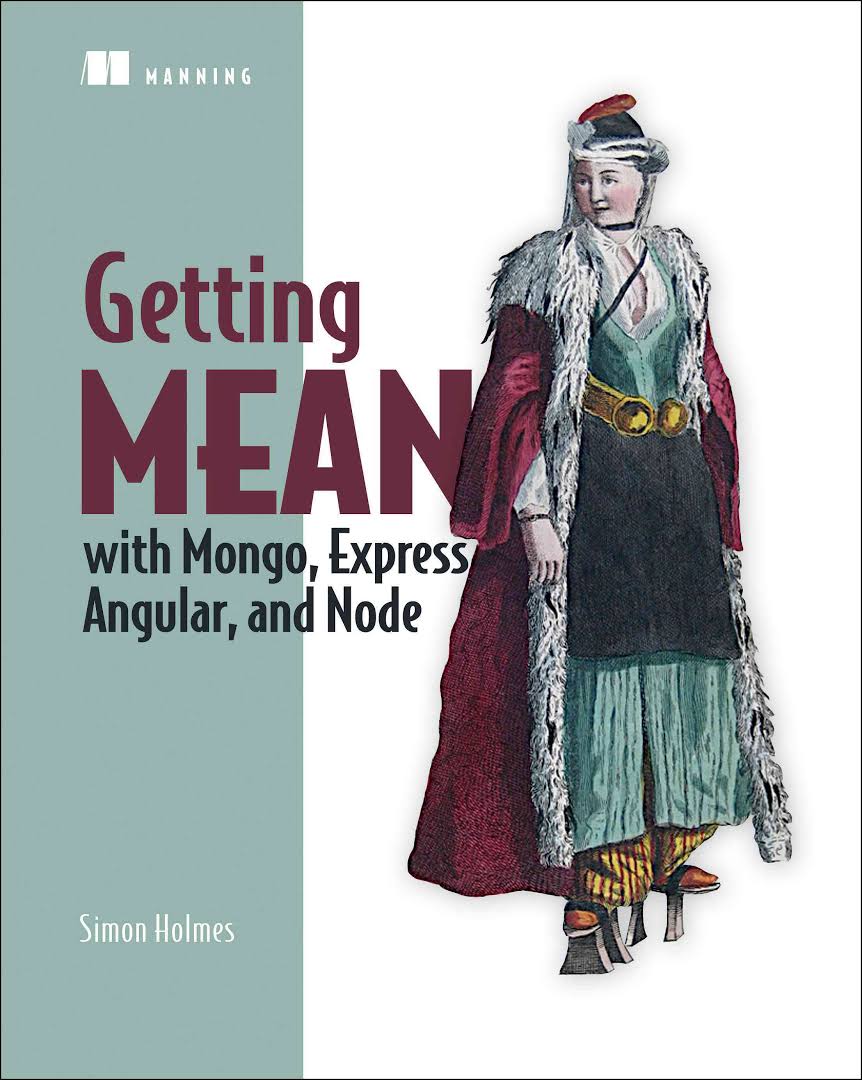 MANNING
Getting
MEAN
with Mongo, Express
Angular, and Node
Simon Holmes